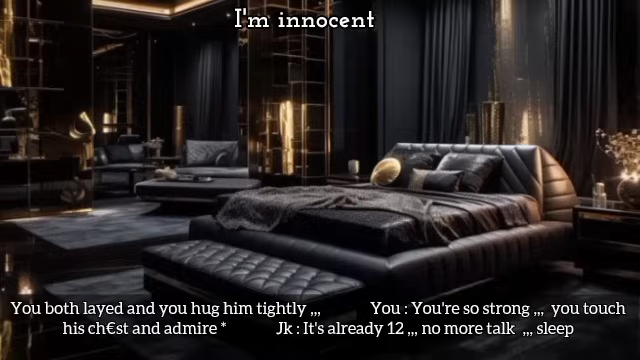 I'm innocent
You both layed and you hug him tightly ,,, You : You're so strong ,,, you touch
his ch€st and admire * Jk : It's already 12 ,,, no more talk ,,, sleep